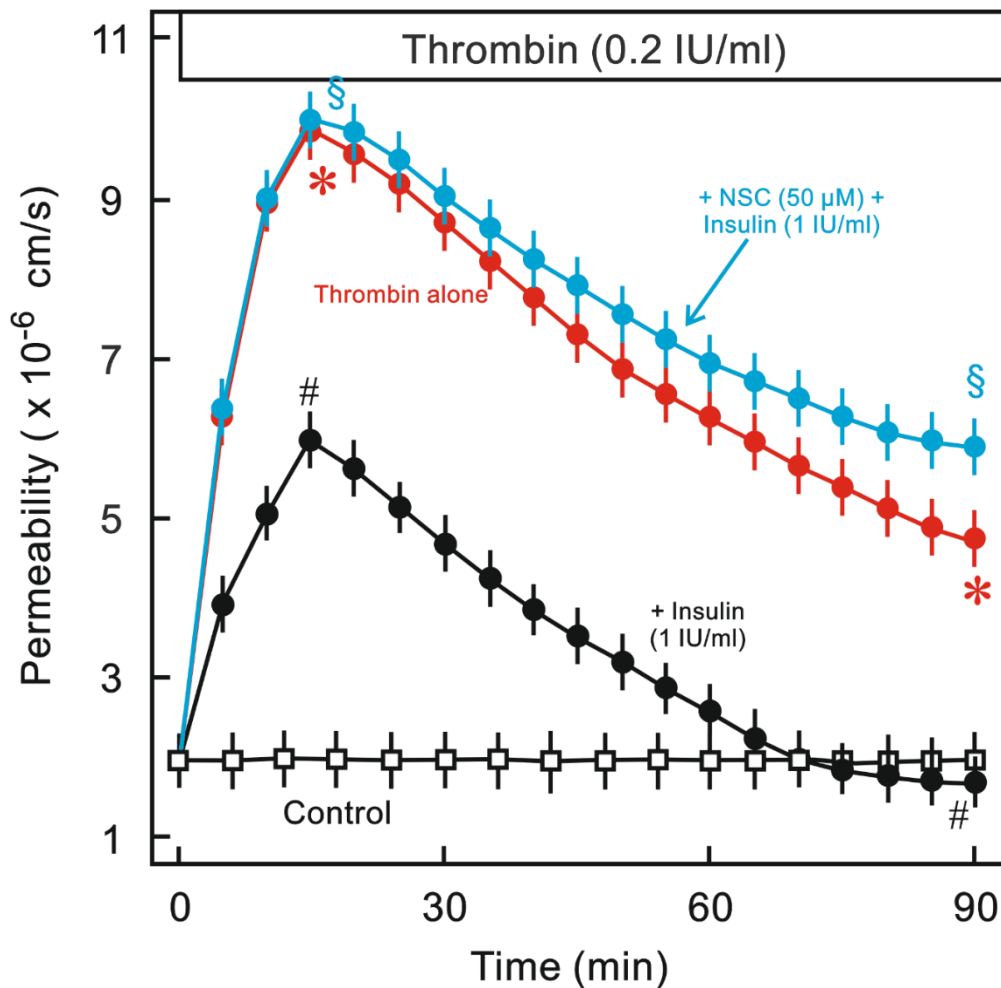 Thrombin (0.2 IU/ml)
11
9
7
5
3
1
Permeability ( x 10⁻⁶ cm/s)
§
*
+ NSC (50 µM) +
Insulin (1 IU/ml)
Thrombin alone
#
§
*
+ Insulin
(1 IU/ml)
Control
#
0
30
60
90
Time (min)